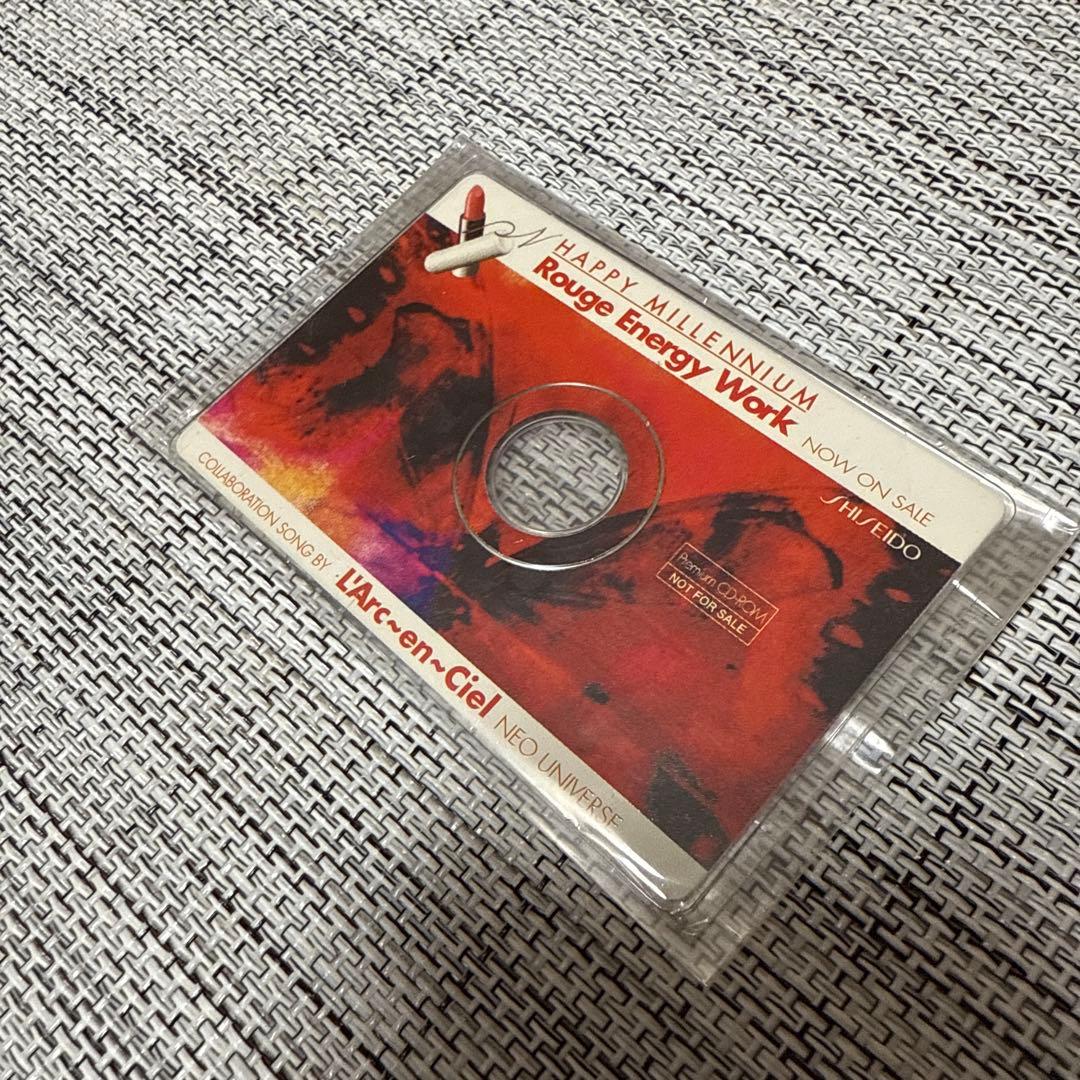 HAPPY MILLENNIUM
Rouge Energy Work NOW ON SALE
SHISEIDO
Premium CD-ROM
NOT FOR SALE
COLLABORATION SONG BY L'Arc~en~Ciel NEO UNIVERSE